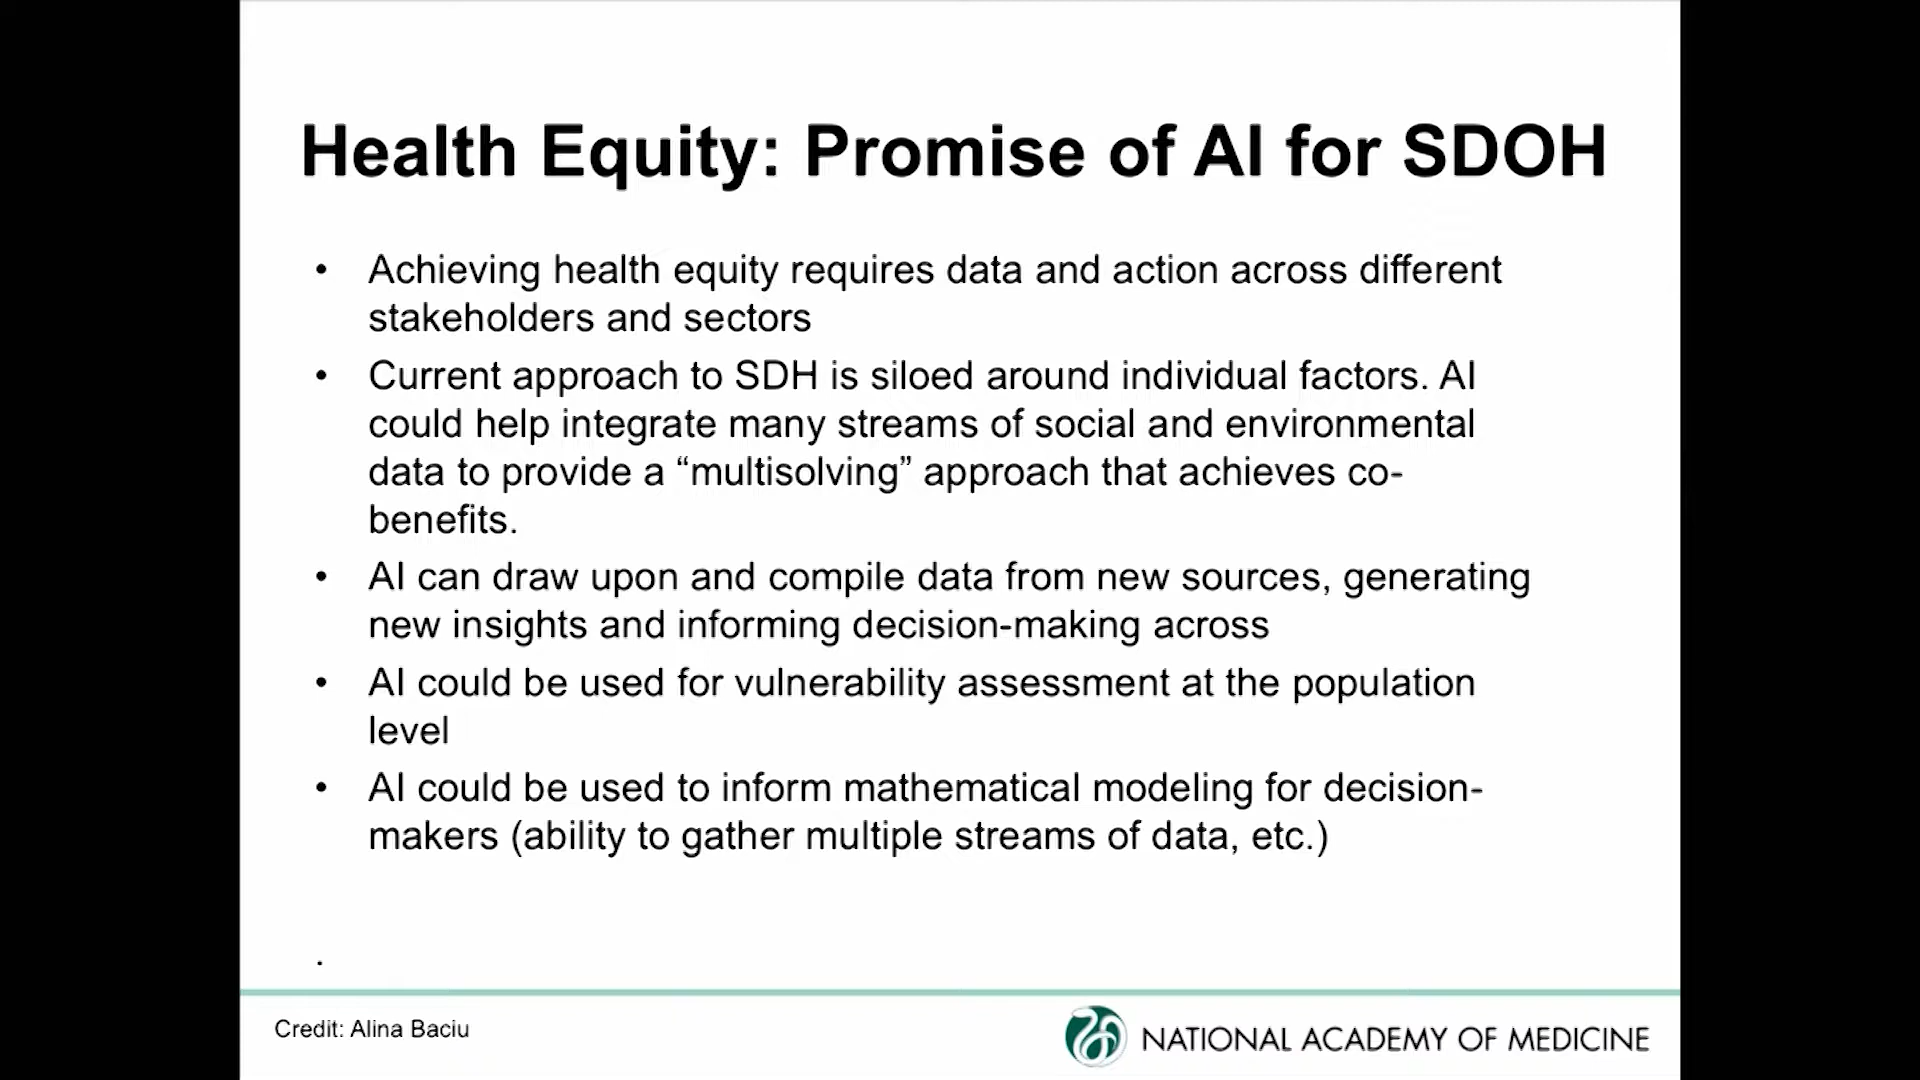 Health Equity: Promise of AI for SDOH
• Achieving health equity requires data and action across different
stakeholders and sectors
• Current approach to SDH is siloed around individual factors. AI
could help integrate many streams of social and environmental
data to provide a “multisolving” approach that achieves co-
benefits.
• AI can draw upon and compile data from new sources, generating
new insights and informing decision-making across
• AI could be used for vulnerability assessment at the population
level
• AI could be used to inform mathematical modeling for decision-
makers (ability to gather multiple streams of data, etc.)
.
Credit: Alina Baciu
NATIONAL ACADEMY OF MEDICINE